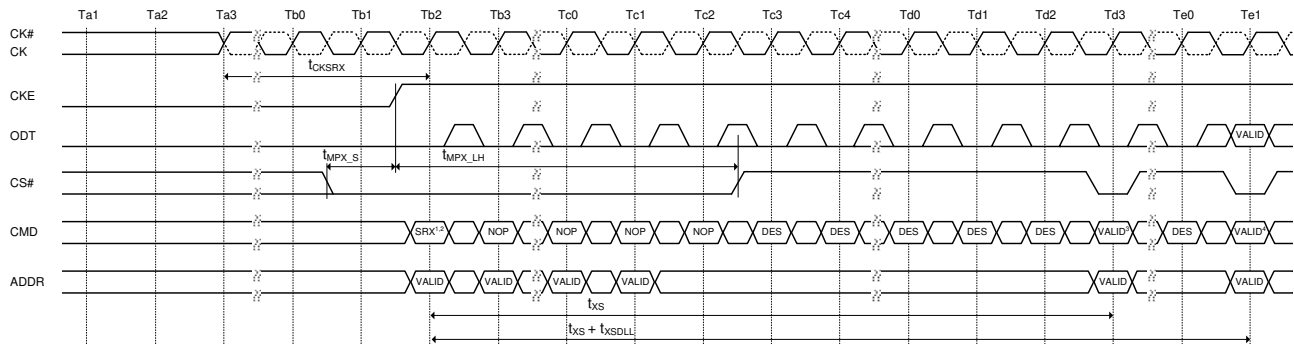 Ta1 Ta2 Ta3 Tb0 Tb1 Tb2 Tb3 Tc0 Tc1 Tc2 Tc3 Tc4 Td0 Td1 Td2 Td3 Te0 Te1
CK#
CK
tCKSRX
CKE
ODT VALID
tMPX_S tMPX_LH
CS#
CMD SRX1,2 NOP NOP NOP NOP DES DES DES DES DES VALID3 DES VALID4
ADDR VALID VALID VALID VALID VALID VALID
tXS
tXS + tXSDLL